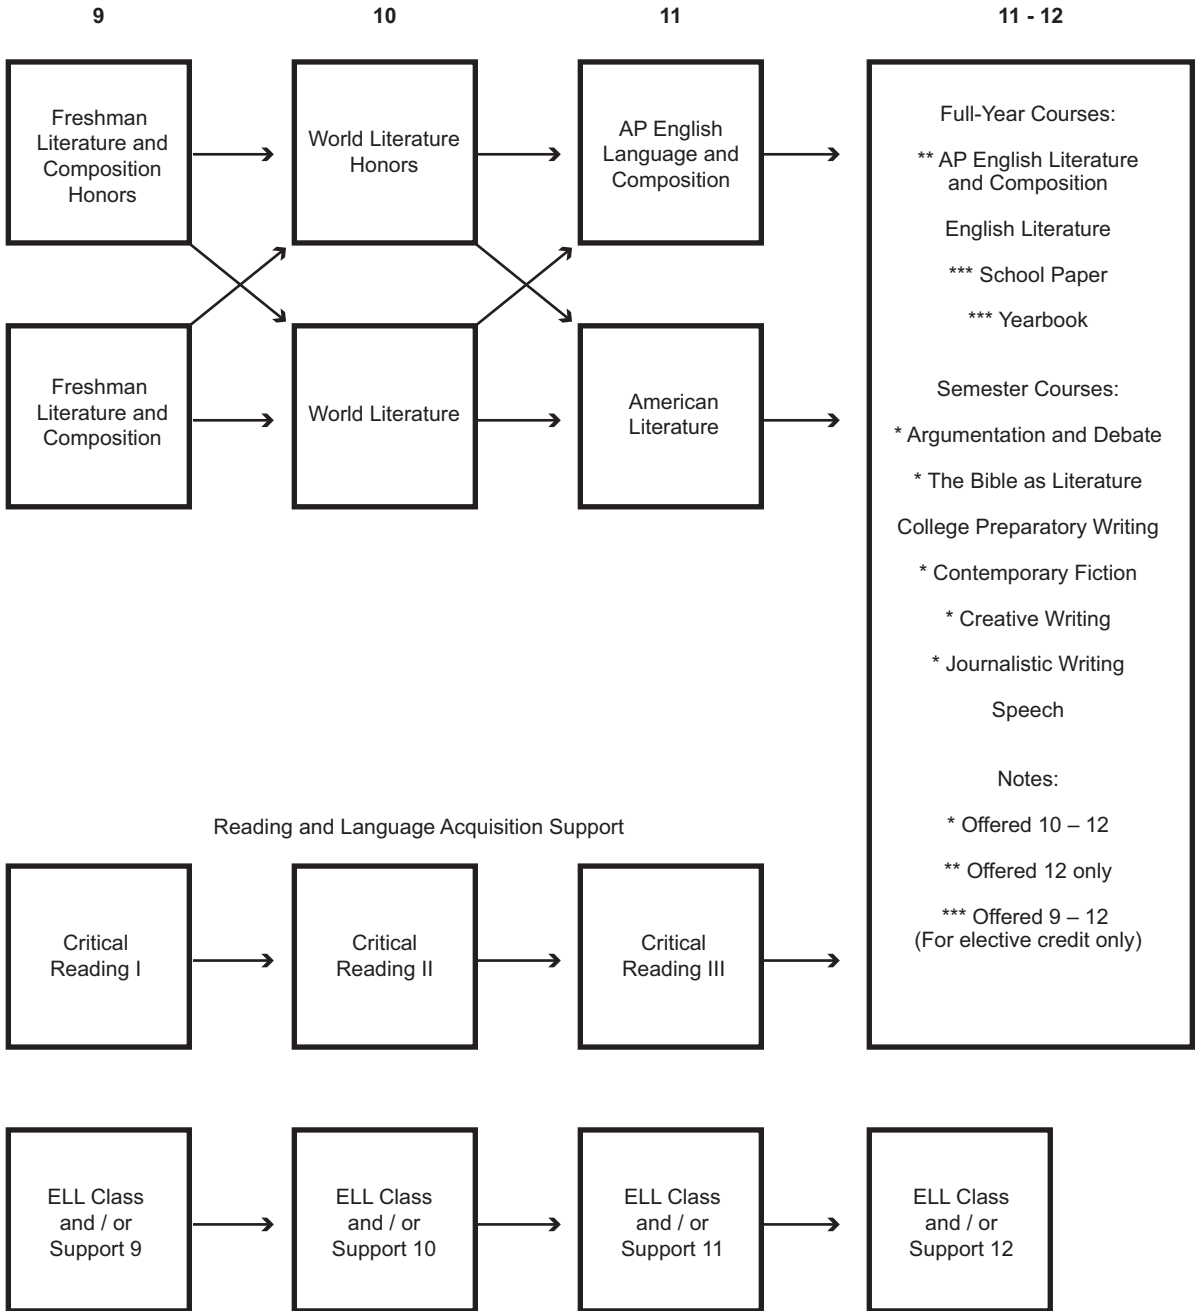 9
10
11
11 - 12
Freshman
Literature and
Composition
Honors
World Literature
Honors
AP English
Language and
Composition
Freshman
Literature and
Composition
World Literature
American
Literature
Full-Year Courses:
** AP English Literature
and Composition
English Literature
*** School Paper
*** Yearbook
Semester Courses:
* Argumentation and Debate
* The Bible as Literature
College Preparatory Writing
* Contemporary Fiction
* Creative Writing
* Journalistic Writing
Speech
Notes:
* Offered 10 – 12
** Offered 12 only
*** Offered 9 – 12
(For elective credit only)
Reading and Language Acquisition Support
Critical
Reading I
Critical
Reading II
Critical
Reading III
ELL Class
and / or
Support 9
ELL Class
and / or
Support 10
ELL Class
and / or
Support 11
ELL Class
and / or
Support 12